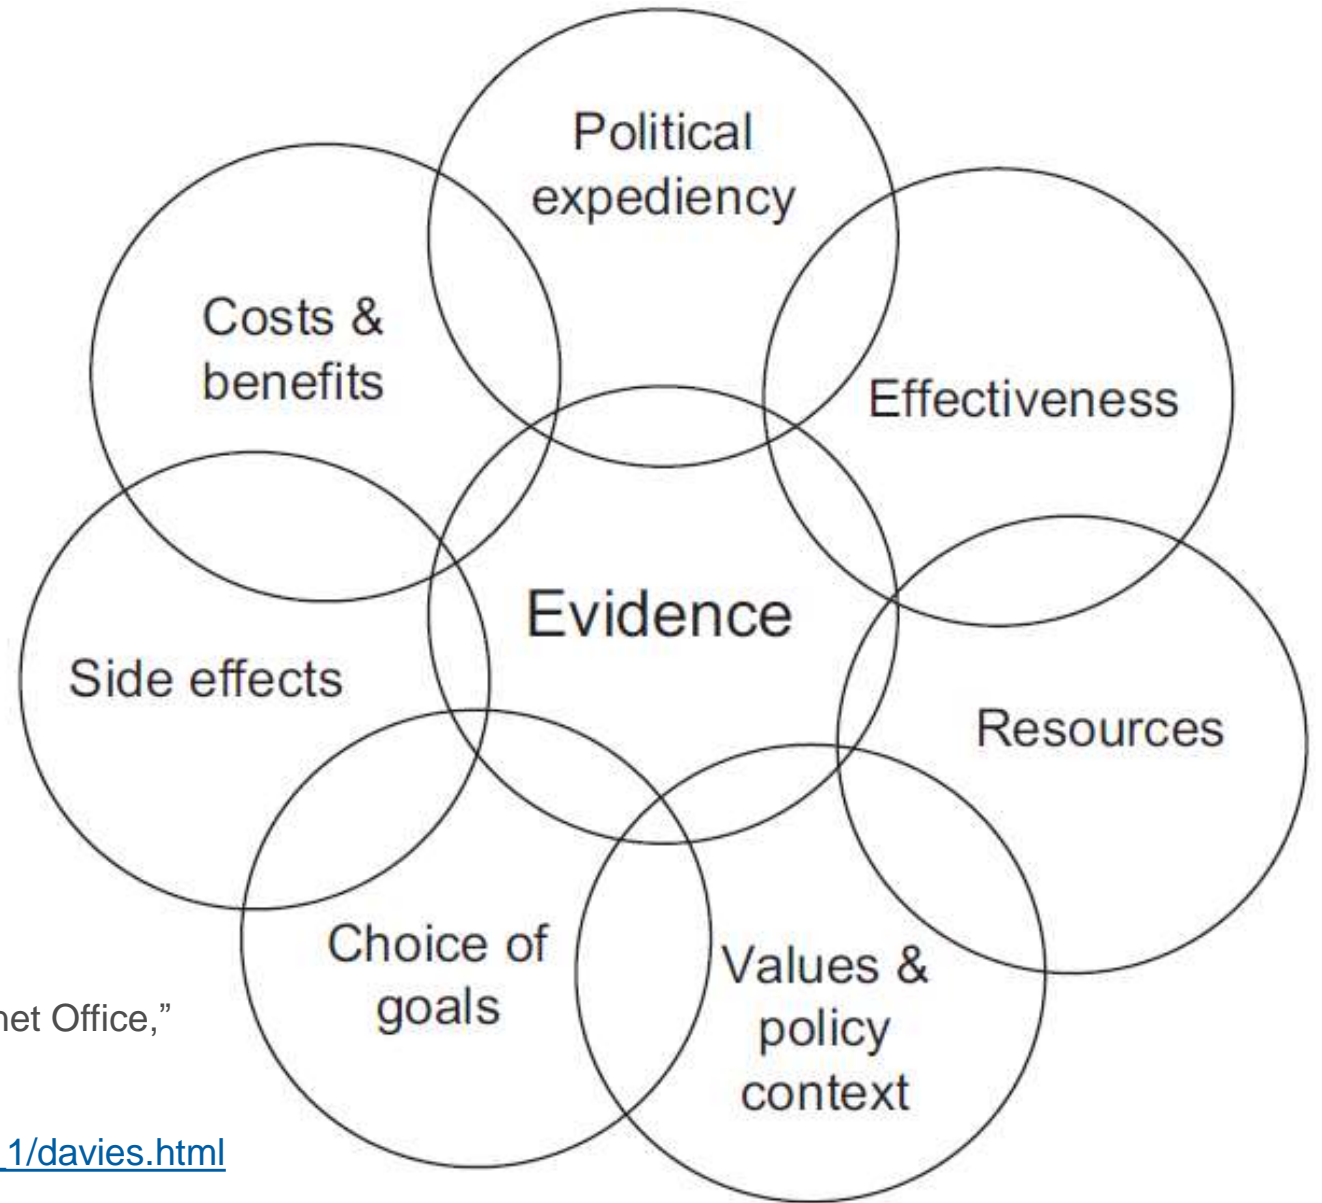 Political
expediency
Costs &
benefits
Effectiveness
Evidence
Side effects
Resources
Choice of
goals
Values &
policy
context
net Office,”
_1/davies.html